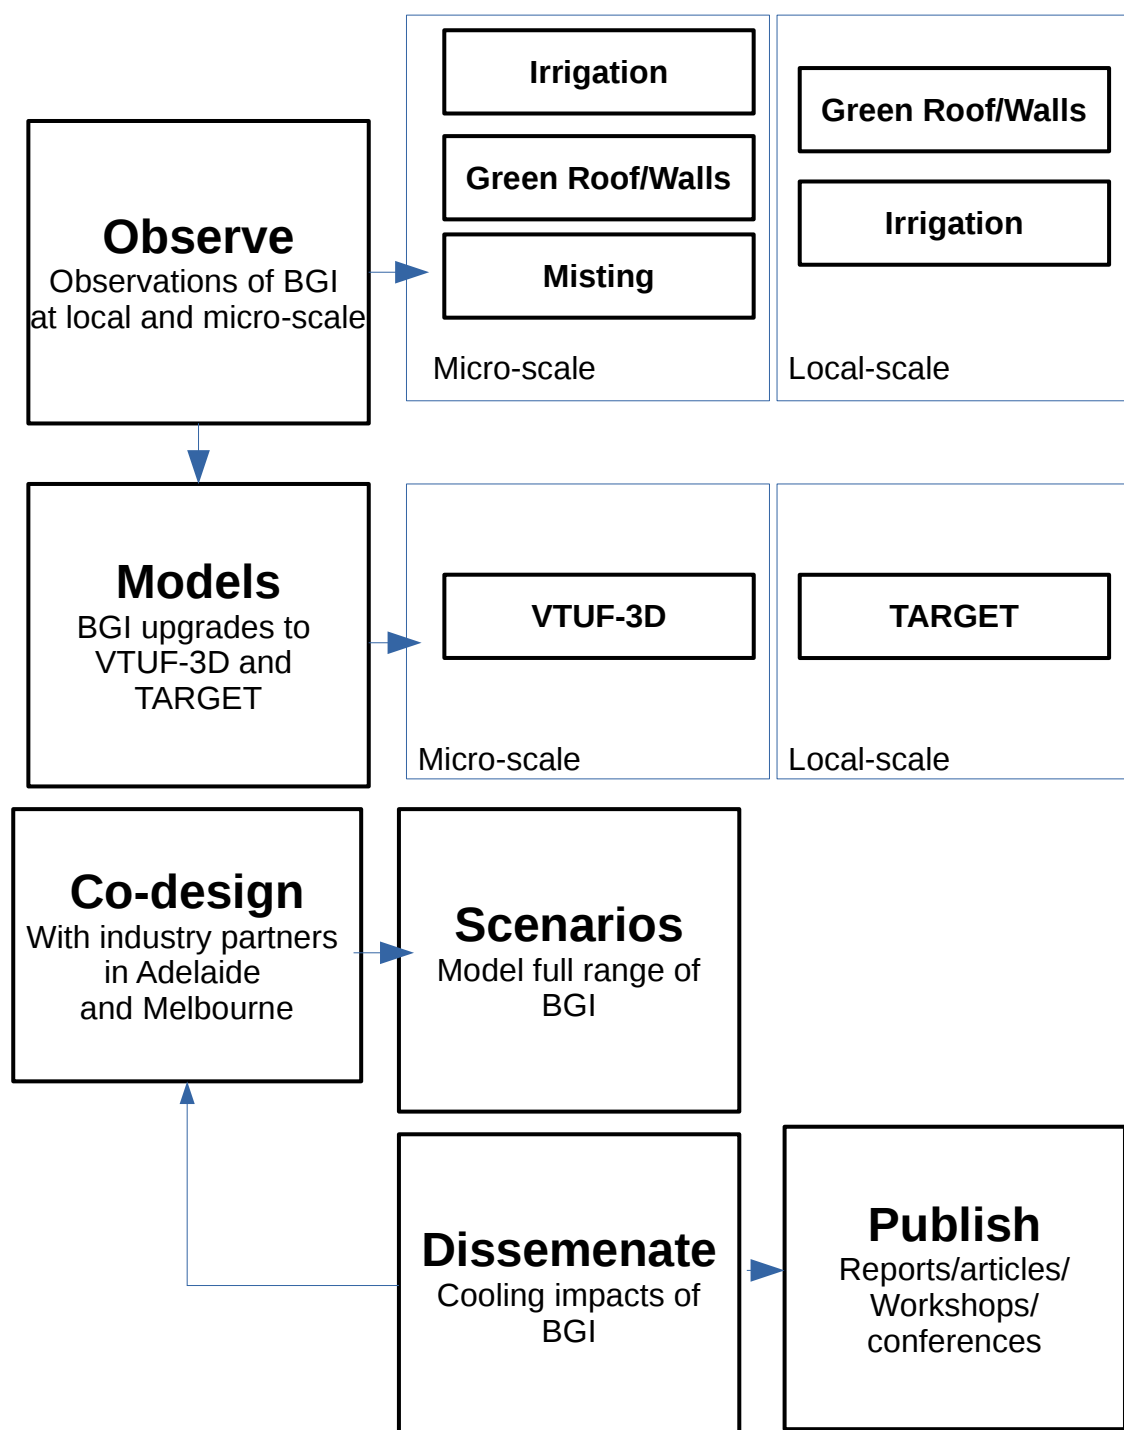 Observe
Observations of BGI
at local and micro-scale
Irrigation
Green Roof/Walls
Misting
Micro-scale
Green Roof/Walls
Irrigation
Local-scale
Models
BGI upgrades to
VTUF-3D and
TARGET
VTUF-3D
Micro-scale
TARGET
Local-scale
Co-design
With industry partners
in Adelaide
and Melbourne
Scenarios
Model full range of
BGI
Dissemenate
Cooling impacts of
BGI
Publish
Reports/articles/
Workshops/
conferences